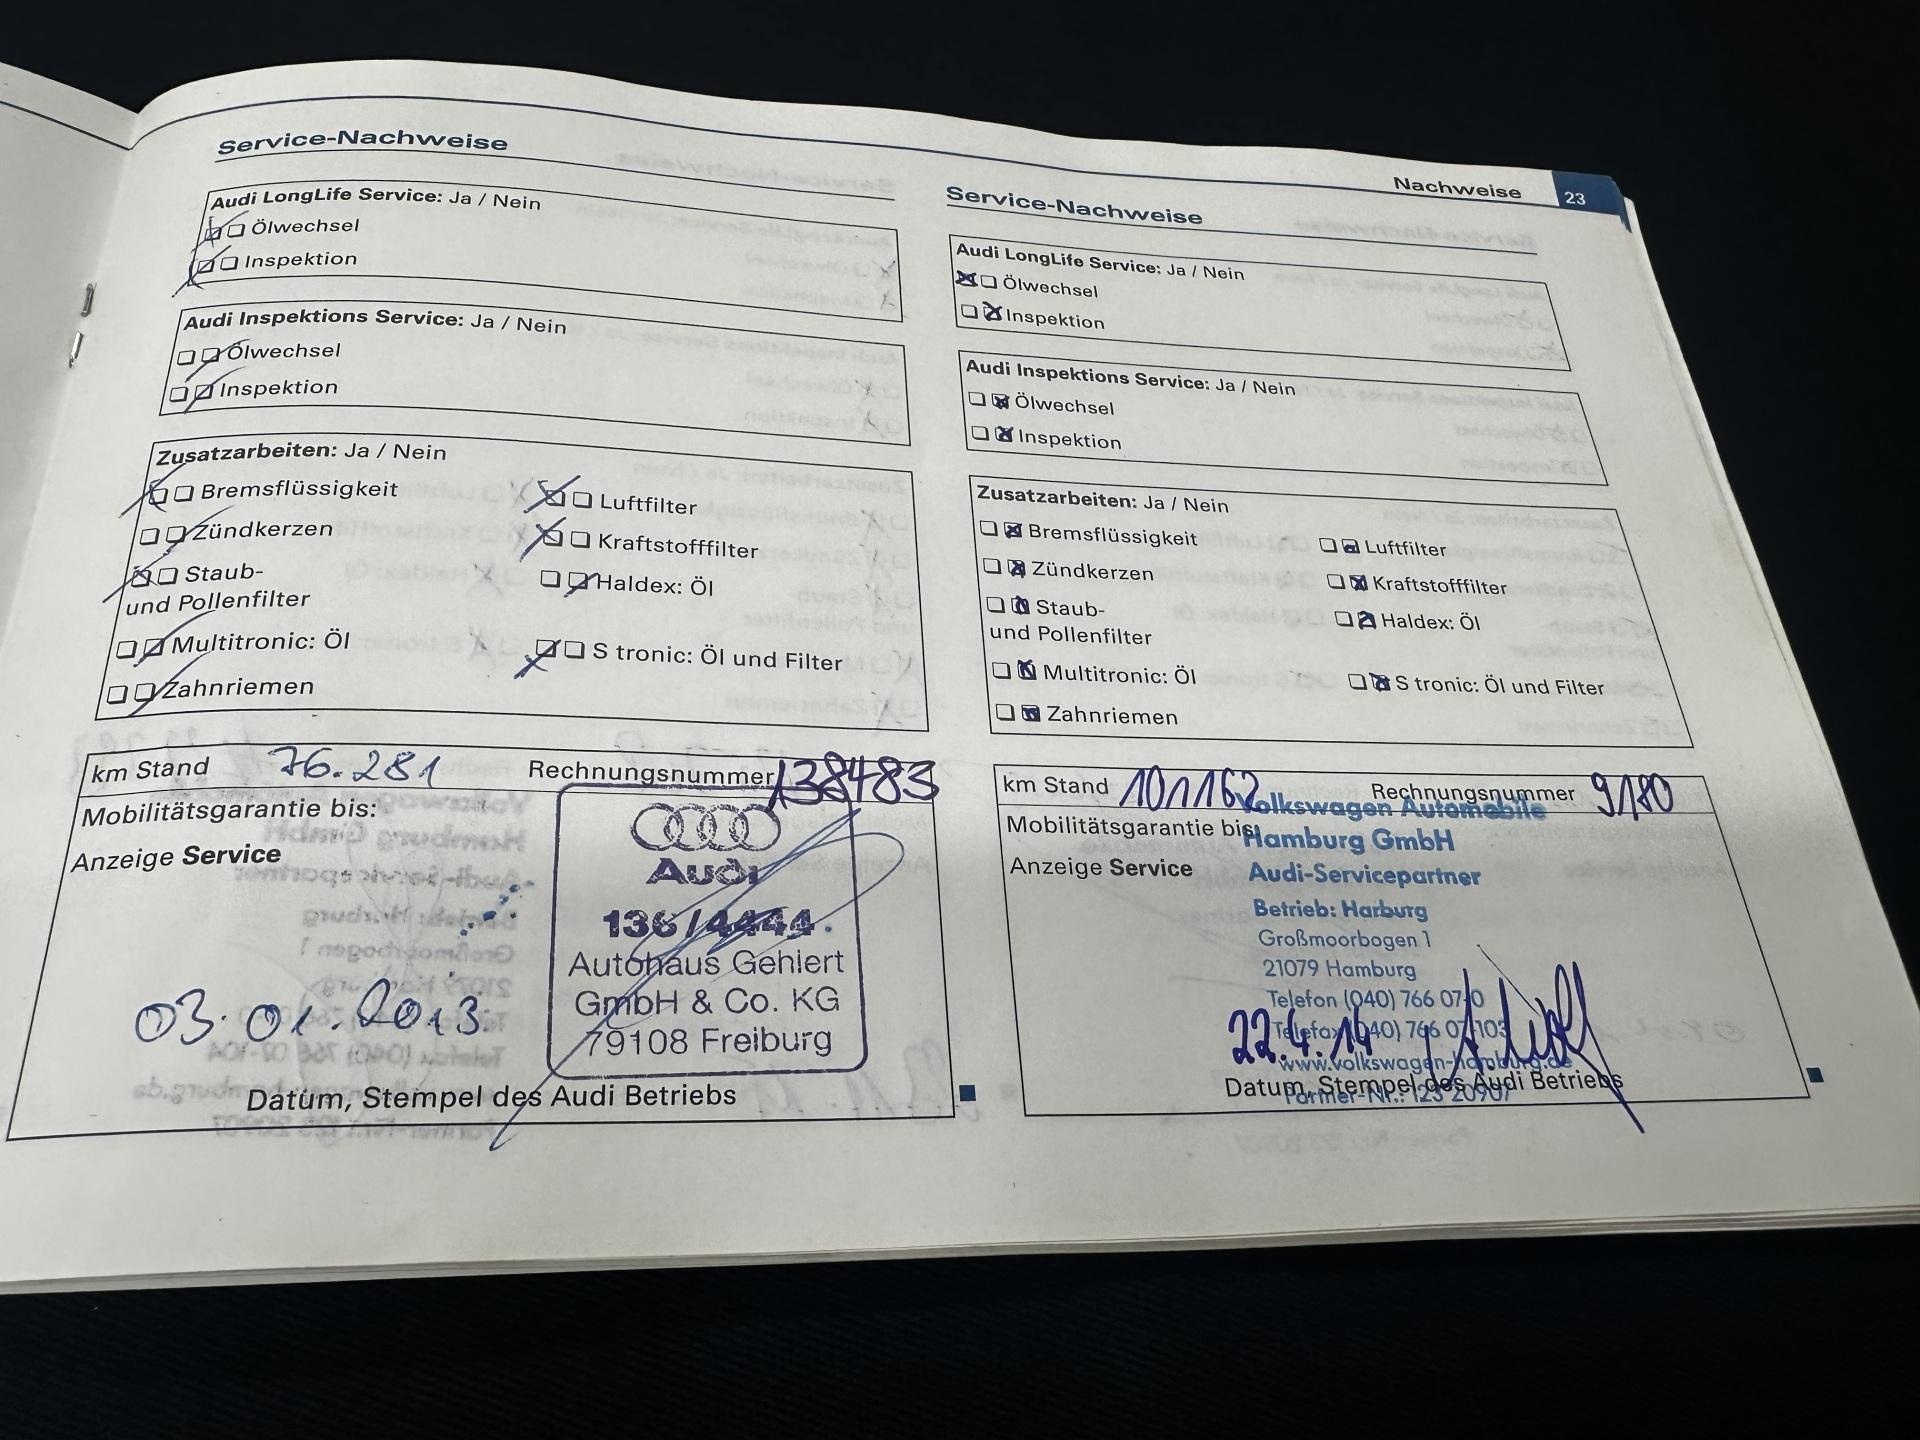 Nachweise 23
Service-Nachweise
Audi LongLife Service: Ja / Nein
Ölwechsel
Inspektion
Audi Inspektions Service: Ja / Nein
Ölwechsel
Inspektion
Zusatzarbeiten: Ja / Nein
Bremsflüssigkeit
Zündkerzen
Staub-
und Pollenfilter
Multitronic: Öl
Zahnriemen
Luftfilter
Kraftstofffilter
Haldex: Öl
S tronic: Öl und Filter
km Stand 76.281 Rechnungsnummer 138483
Mobilitätsgarantie bis:
Anzeige Service
Audi
136/4444
Autohaus Gehlert
GmbH & Co. KG
79108 Freiburg
03.01.2013
Datum, Stempel des Audi Betriebs
Service-Nachweise
Audi LongLife Service: Ja / Nein
Ölwechsel
Inspektion
Audi Inspektions Service: Ja / Nein
Ölwechsel
Inspektion
Zusatzarbeiten: Ja / Nein
Bremsflüssigkeit
Zündkerzen
Staub-
und Pollenfilter
Multitronic: Öl
Zahnriemen
Luftfilter
Kraftstofffilter
Haldex: Öl
S tronic: Öl und Filter
km Stand 101162 Rechnungsnummer 9180
Mobilitätsgarantie bis:
Anzeige Service
Volkswagen Automobile
Hamburg GmbH
Audi-Servicepartner
Betrieb: Harburg
Großmoorbogen 1
21079 Hamburg
Telefon (040) 766 07-0
Telefax (040) 766 07-103
www.volkswagen-hamburg.de
Partner-Nr.: 123 20907
22.4.14
Datum, Stempel des Audi Betriebs